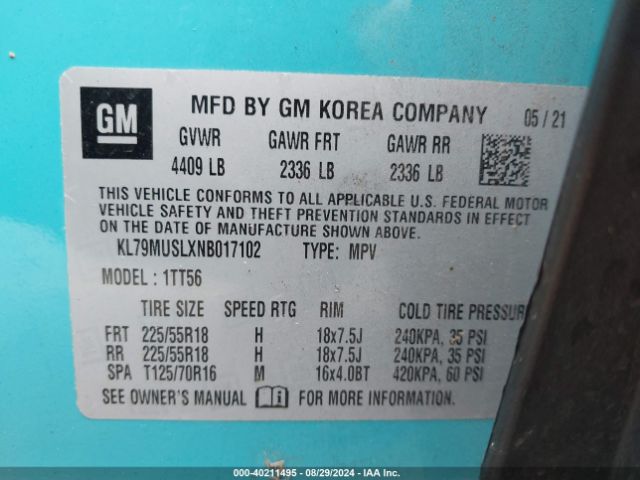 GM
MFD BY GM KOREA COMPANY 05 / 21
GVWR GAWR FRT GAWR RR
4409 LB 2336 LB 2336 LB
THIS VEHICLE CONFORMS TO ALL APPLICABLE U.S. FEDERAL MOTOR
VEHICLE SAFETY AND THEFT PREVENTION STANDARDS IN EFFECT
ON THE DATE OF MANUFACTURE SHOWN ABOVE.
KL79MUSLXNB017102 TYPE: MPV
MODEL : 1TT56
TIRE SIZE SPEED RTG RIM COLD TIRE PRESSUR
FRT 225/55R18 H 18x7.5J 240KPA, 35 PSI
RR 225/55R18 H 18x7.5J 240KPA, 35 PSI
SPA T125/70R16 M 16x4.0BT 420KPA, 60 PSI
SEE OWNER'S MANUAL FOR MORE INFORMATION.
000-40211495 - 08/29/2024 - IAA Inc.